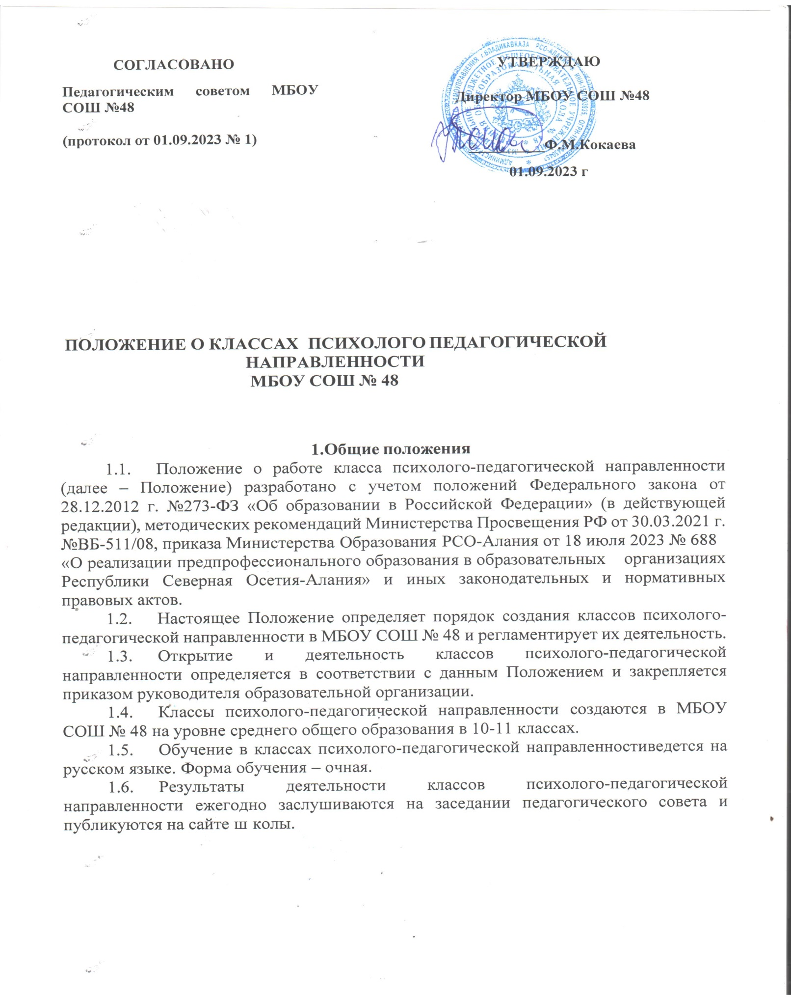 СОГЛАСОВАНО
Педагогическим советом МБОУ
СОШ №48
(протокол от 01.09.2023 № 1)
УТВЕРЖДАЮ
Директор МБОУ СОШ №48
Ф.М.Кокаева
01.09.2023 г
ПОЛОЖЕНИЕ О КЛАССАХ ПСИХОЛОГО ПЕДАГОГИЧЕСКОЙ
НАПРАВЛЕННОСТИ
МБОУ СОШ № 48
1.Общие положения
1.1. Положение о работе класса психолого-педагогической направленности
(далее – Положение) разработано с учетом положений Федерального закона от
28.12.2012 г. №273-ФЗ «Об образовании в Российской Федерации» (в действующей
редакции), методических рекомендаций Министерства Просвещения РФ от 30.03.2021 г.
№ВБ-511/08, приказа Министерства Образования РСО-Алания от 18 июля 2023 № 688
«О реализации предпрофессионального образования в образовательных организациях
Республики Северная Осетия-Алания» и иных законодательных и нормативных
правовых актов.
1.2. Настоящее Положение определяет порядок создания классов психолого-
педагогической направленности в МБОУ СОШ № 48 и регламентирует их деятельность.
1.3. Открытие и деятельность классов психолого-педагогической
направленности определяется в соответствии с данным Положением и закрепляется
приказом руководителя образовательной организации.
1.4. Классы психолого-педагогической направленности создаются в МБОУ
СОШ № 48 на уровне среднего общего образования в 10-11 классах.
1.5. Обучение в классах психолого-педагогической направленностиведется на
русском языке. Форма обучения – очная.
1.6. Результаты деятельности классов психолого-педагогической
направленности ежегодно заслушиваются на заседании педагогического совета и
публикуются на сайте ш колы.